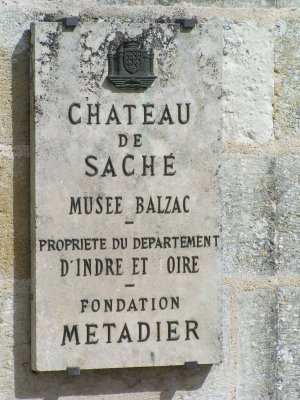 CHATEAU
DE
SACHÉ
MUSEE BALZAC
–
PROPRIETE DU DEPARTEMENT
D'INDRE ET OIRE
–
FONDATION
METADIER